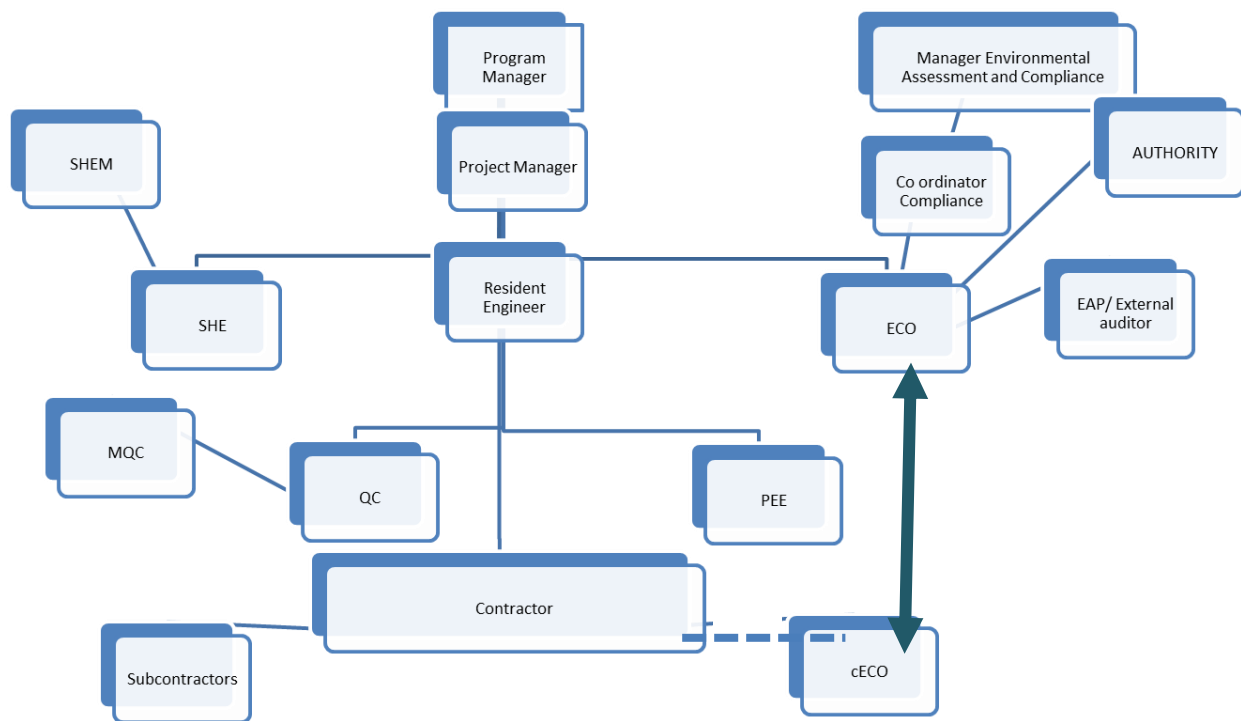 Program
Manager
Manager Environmental
Assessment and Compliance
SHEM
Project Manager
AUTHORITY
Co ordinator
Compliance
Resident
Engineer
SHE
ECO
EAP/ External
auditor
MQC
QC
PEE
Contractor
Subcontractors
cECO